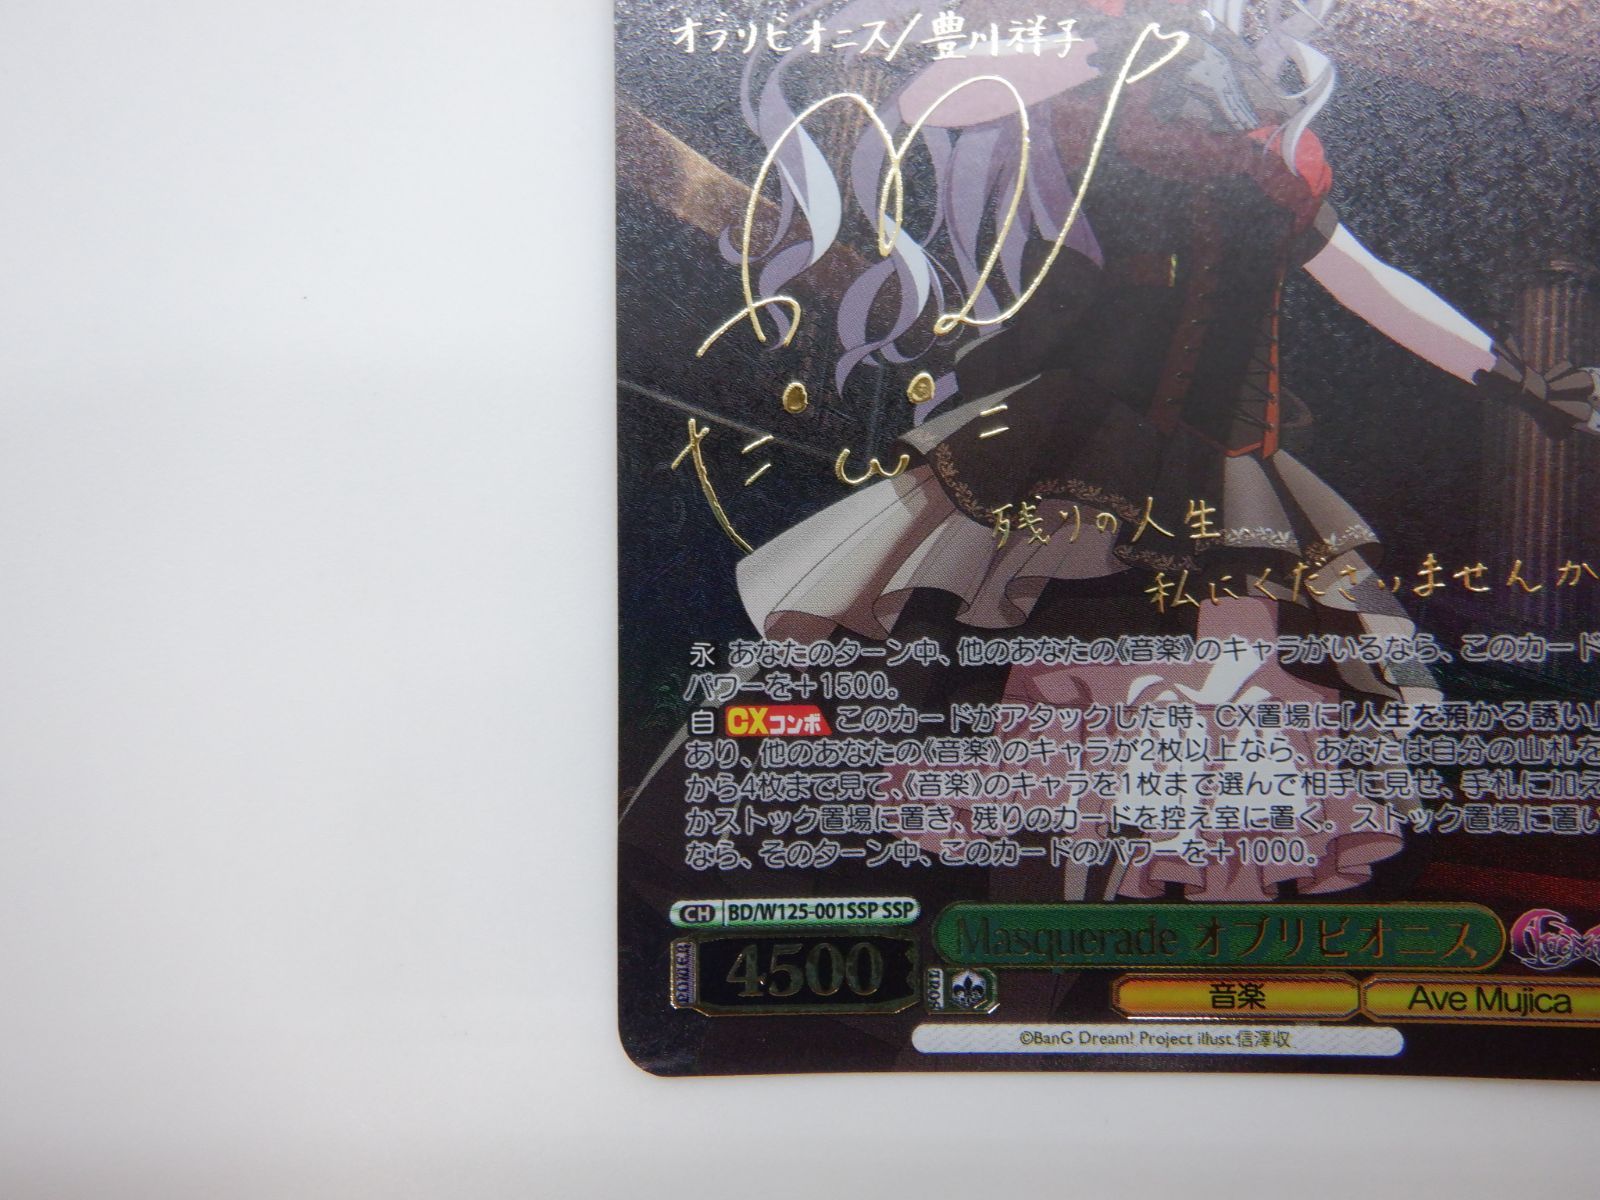 オブリビオニス/豊川祥子
残りの人生
私にくださいませんか
永 あなたのターン中、他のあなたの《音楽》のキャラがいるなら、このカード
パワーを+1500。
自 CXコンボ このカードがアタックした時、CX置場に「人生を預かる誘い」
あり、他のあなたの《音楽》のキャラが2枚以上なら、あなたは自分の山札を
から4枚まで見て、《音楽》のキャラを1枚まで選んで相手に見せ、手札に加え
かストック置場に置き、残りのカードを控え室に置く。ストック置場に置い
なら、そのターン中、このカードのパワーを+1000。
CH BD/W125-001SSP SSP
Masquerade オブリビオニス
POWER 4500
音楽 Ave Mujica
©BanG Dream! Project illust.信澤収